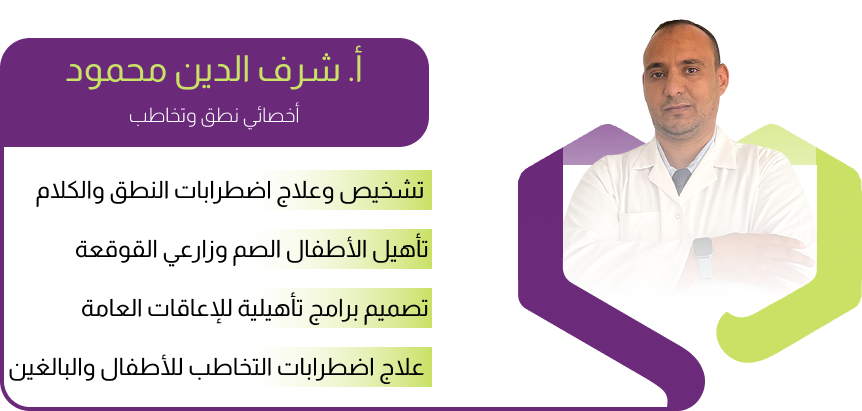 أ. شرف الدين محمود
أخصائي نطق وتخاطب
تشخيص وعلاج اضطرابات النطق والكلام
تأهيل الأطفال الصم وزارعي القوقعة
تصميم برامج تأهيلية للإعاقات العامة
علاج اضطرابات التخاطب للأطفال والبالغين